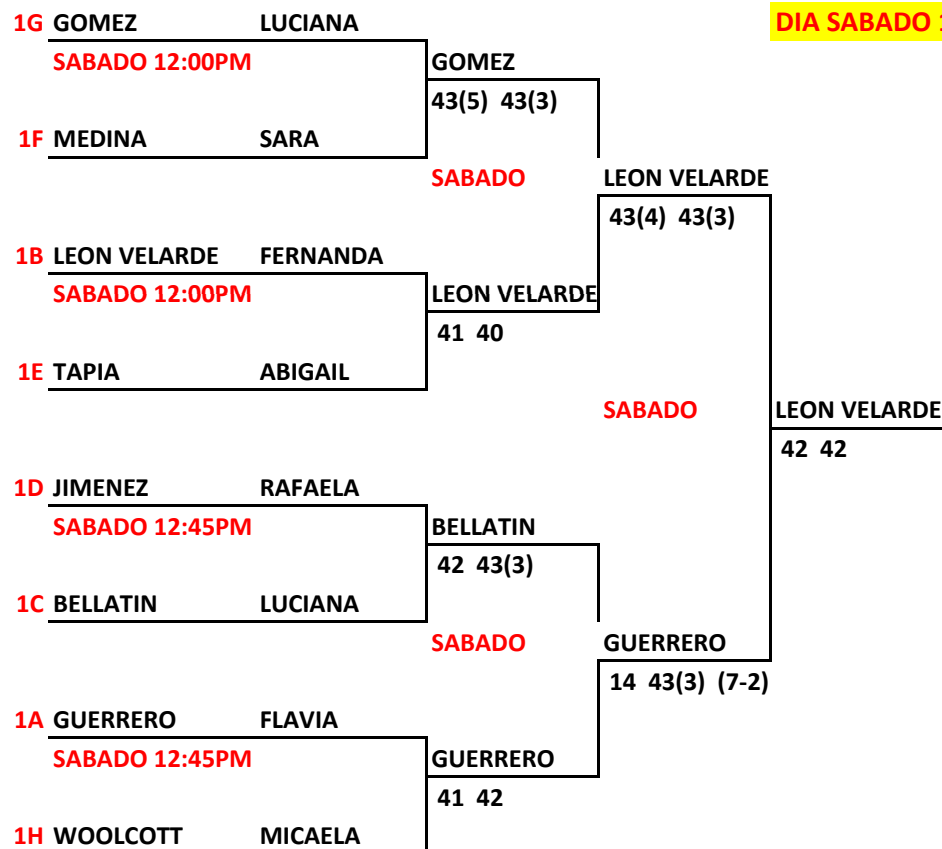 1G GOMEZ LUCIANA
DIA SABADO
SABADO 12:00PM
GOMEZ
43(5) 43(3)
1F MEDINA SARA
SABADO
LEON VELARDE
43(4) 43(3)
1B LEON VELARDE FERNANDA
SABADO 12:00PM
LEON VELARDE
41 40
1E TAPIA ABIGAIL
SABADO
LEON VELARDE
42 42
1D JIMENEZ RAFAELA
SABADO 12:45PM
BELLATIN
42 43(3)
1C BELLATIN LUCIANA
SABADO
GUERRERO
14 43(3) (7-2)
1A GUERRERO FLAVIA
SABADO 12:45PM
GUERRERO
41 42
1H WOOLCOTT MICAELA